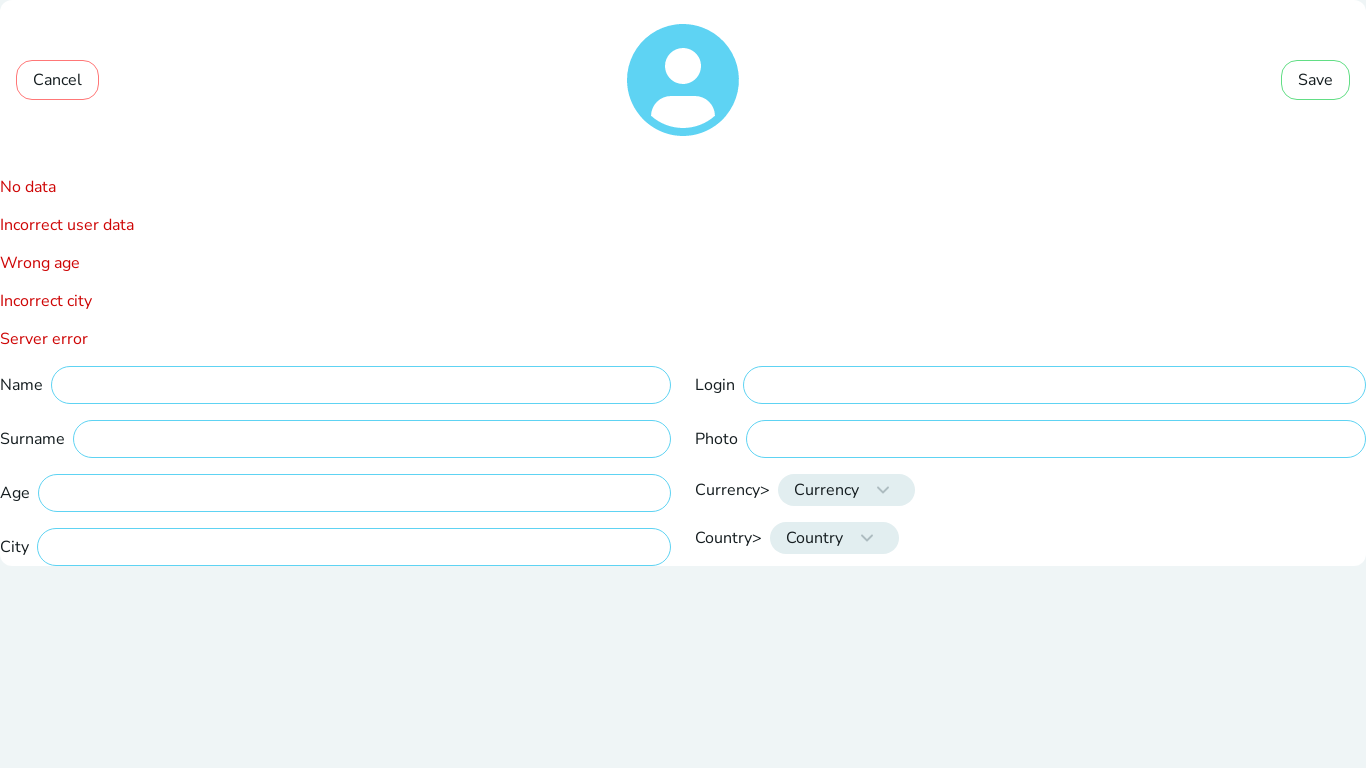 Cancel
Save
No data
Incorrect user data
Wrong age
Incorrect city
Server error
Name
Surname
Age
City
Login
Photo
Currency> Currency
Country> Country